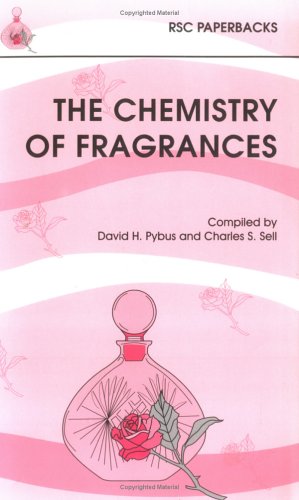 Copyrighted Material
RSC PAPERBACKS
THE CHEMISTRY
OF FRAGRANCES
Compiled by
David H. Pybus and Charles S. Sell
Copyrighted Material